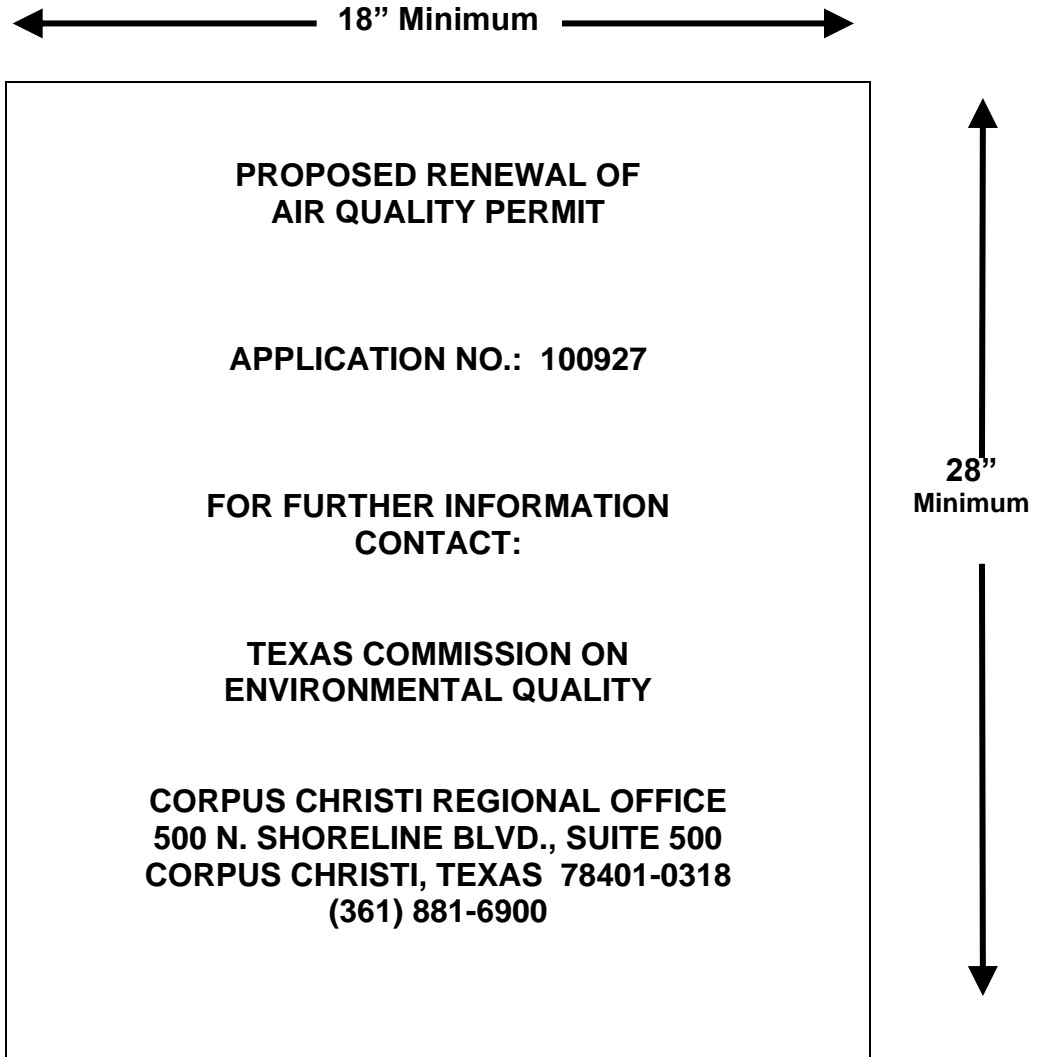 18” Minimum
PROPOSED RENEWAL OF
AIR QUALITY PERMIT
APPLICATION NO.: 100927
FOR FURTHER INFORMATION
CONTACT:
TEXAS COMMISSION ON
ENVIRONMENTAL QUALITY
CORPUS CHRISTI REGIONAL OFFICE
500 N. SHORELINE BLVD., SUITE 500
CORPUS CHRISTI, TEXAS 78401-0318
(361) 881-6900
28”
Minimum